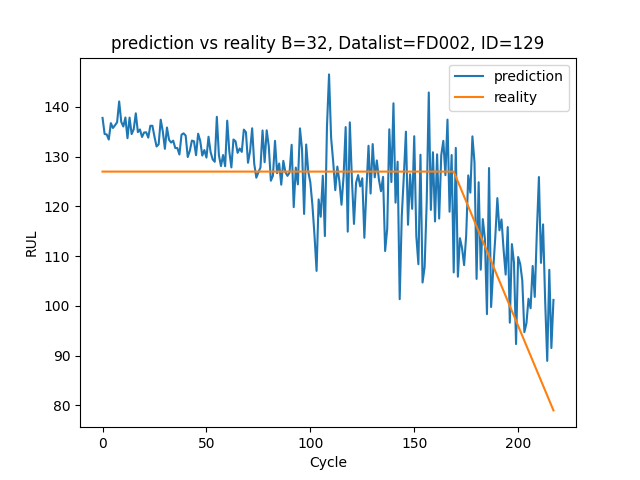 prediction vs reality B=32, Datalist=FD002, ID=129
prediction
reality
140
130
120
110
100
90
80
RUL
0 50 100 150 200
Cycle